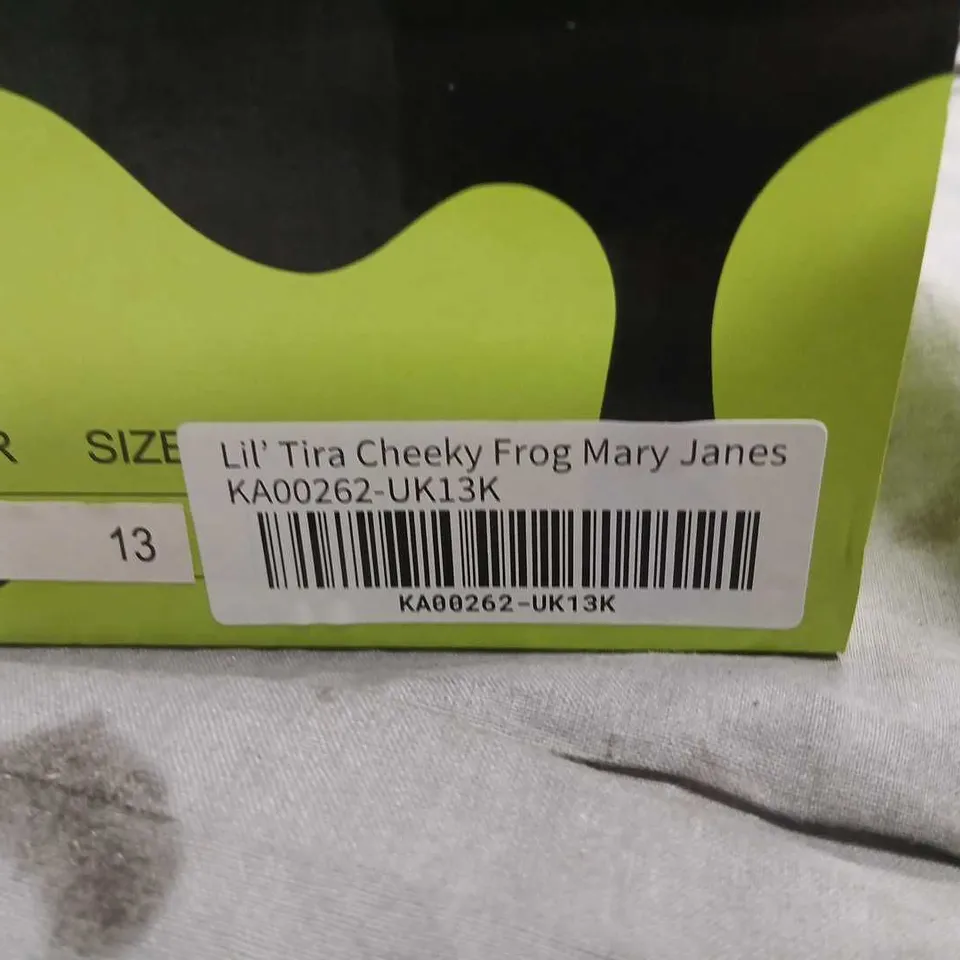 R SIZE
Lil' Tira Cheeky Frog Mary Janes
KA00262-UK13K
13
KA00262-UK13K